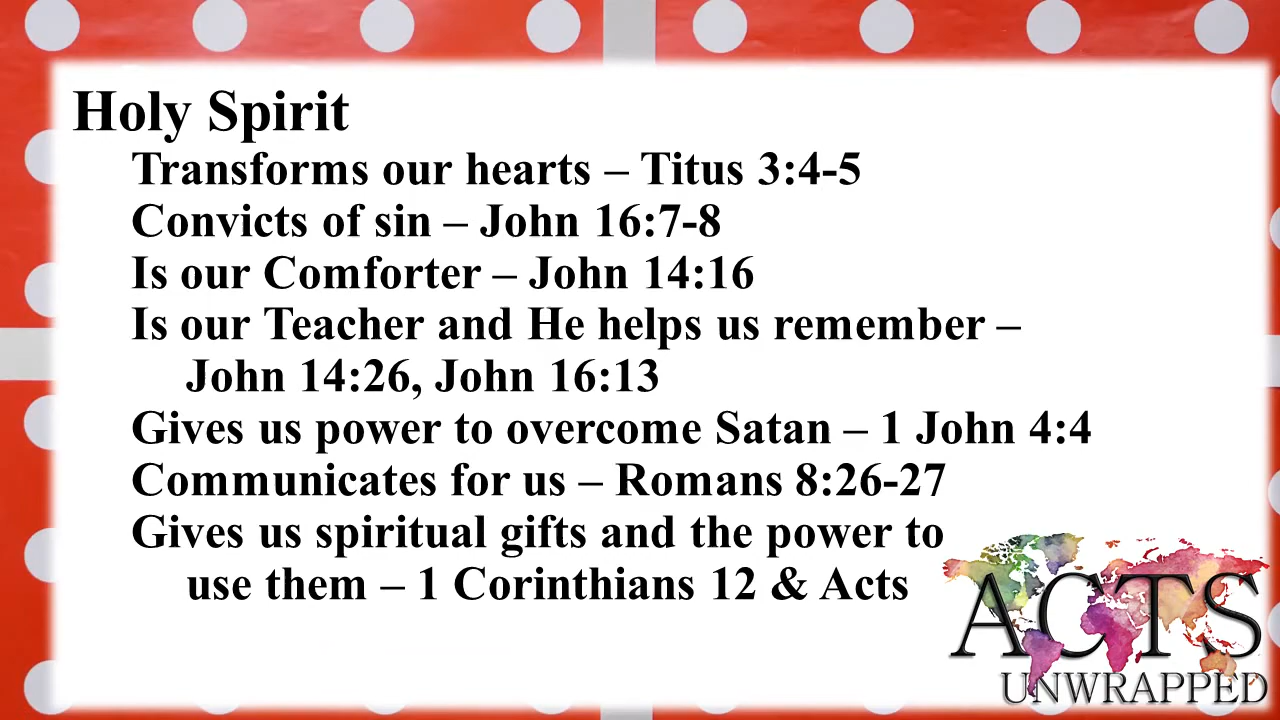 Holy Spirit
Transforms our hearts – Titus 3:4-5
Convicts of sin – John 16:7-8
Is our Comforter – John 14:16
Is our Teacher and He helps us remember –
John 14:26, John 16:13
Gives us power to overcome Satan – 1 John 4:4
Communicates for us – Romans 8:26-27
Gives us spiritual gifts and the power to
use them – 1 Corinthians 12 & Acts
ACTS
UNWRAPPED